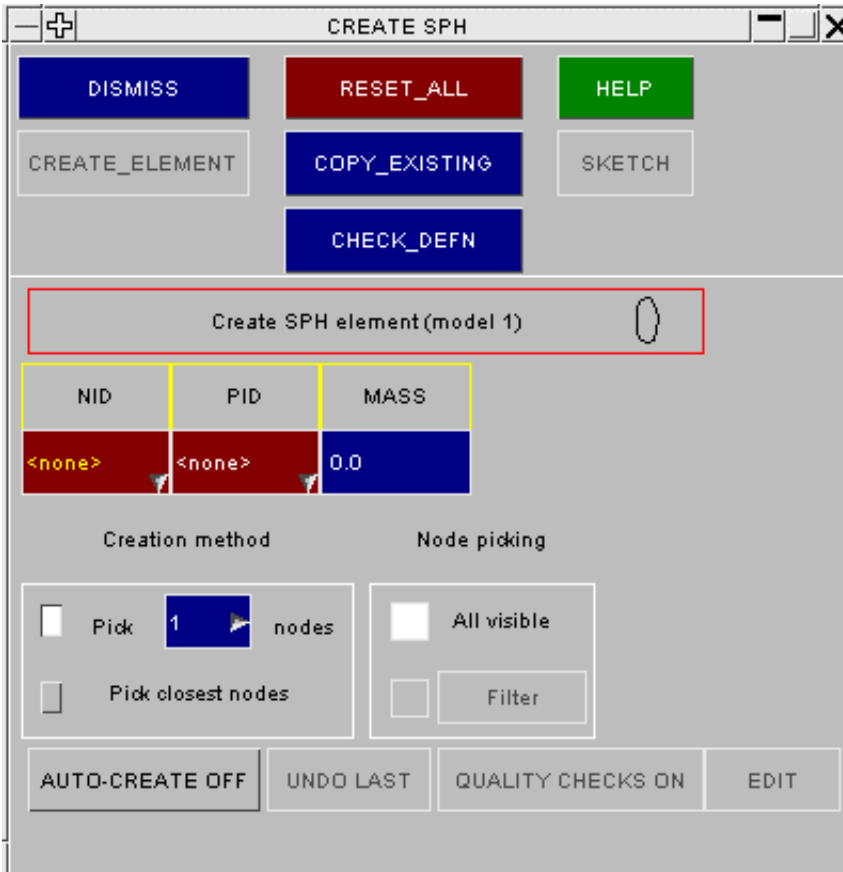 CREATE SPH
DISMISS RESET_ALL HELP
CREATE_ELEMENT COPY_EXISTING SKETCH
CHECK_DEFN
Create SPH element (model 1)
NID PID MASS
<none> <none> 0.0
Creation method Node picking
Pick 1 nodes All visible
Pick closest nodes Filter
AUTO-CREATE OFF UNDO LAST QUALITY CHECKS ON EDIT